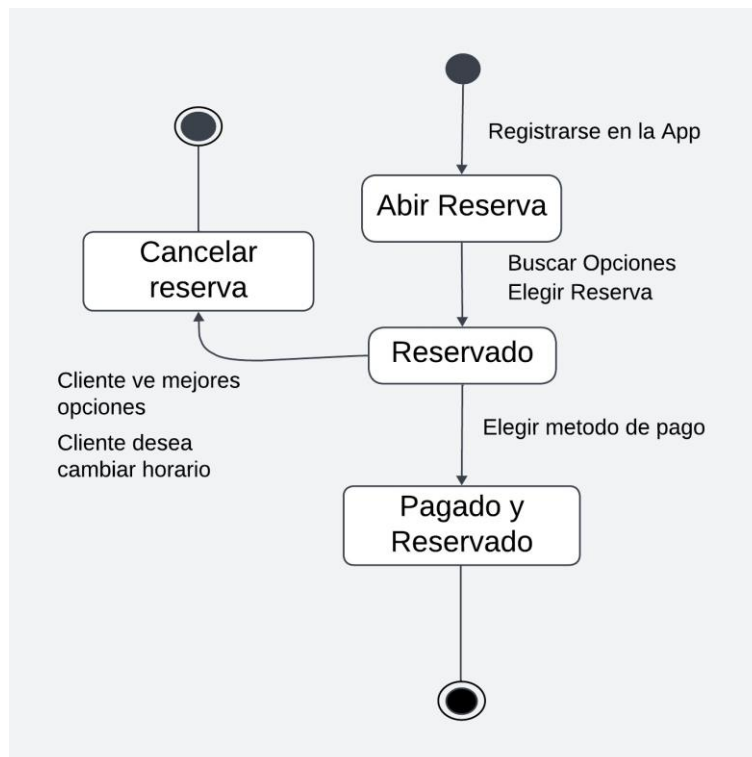 Registrarse en la App
Abir Reserva
Cancelar
reserva
Buscar Opciones
Elegir Reserva
Reservado
Cliente ve mejores
opciones
Cliente desea
cambiar horario
Elegir metodo de pago
Pagado y
Reservado